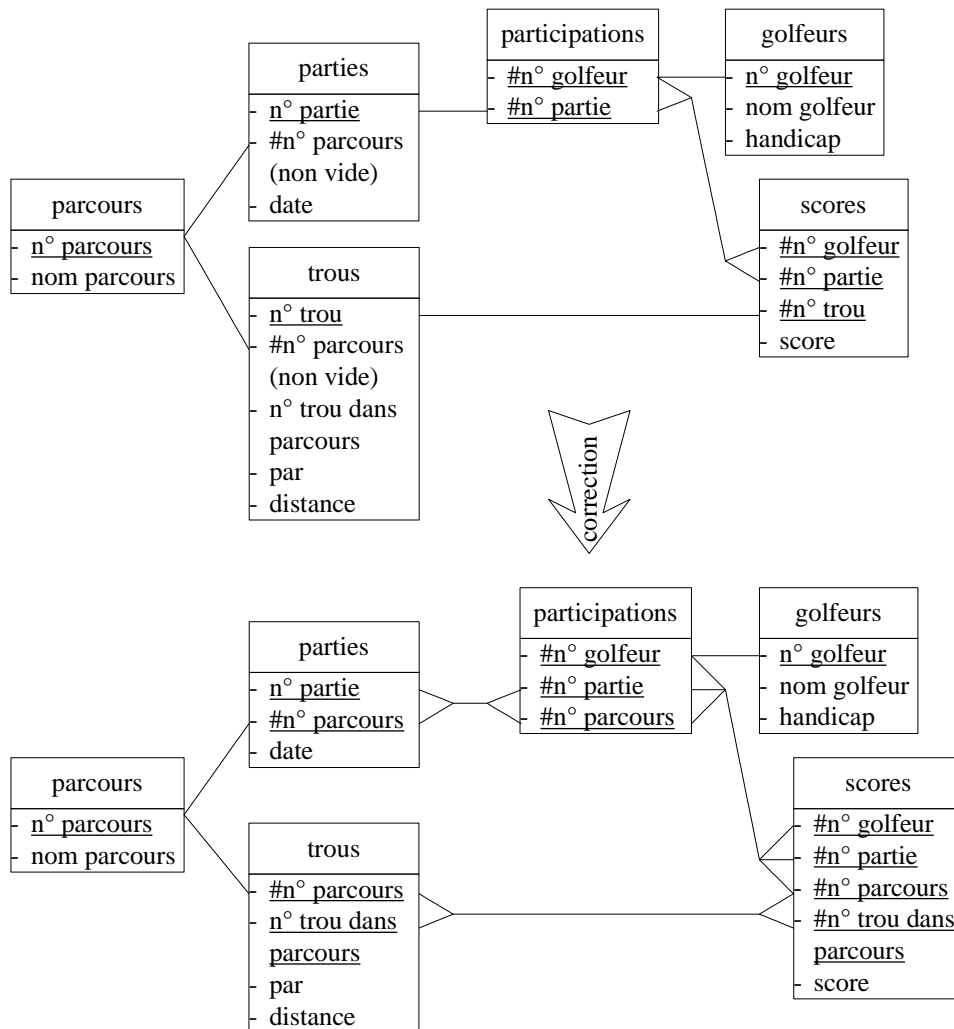 participations
#n° golfeur
#n° partie
golfeurs
n° golfeur
nom golfeur
handicap
parties
n° partie
#n° parcours
(non vide)
date
parcours
n° parcours
nom parcours
scores
#n° golfeur
#n° partie
#n° trou
score
trous
n° trou
#n° parcours
(non vide)
n° trou dans
parcours
par
distance
correction
participations
#n° golfeur
#n° partie
#n° parcours
golfeurs
n° golfeur
nom golfeur
handicap
parties
n° partie
#n° parcours
date
parcours
n° parcours
nom parcours
scores
#n° golfeur
#n° partie
#n° parcours
#n° trou dans
parcours
score
trous
#n° parcours
n° trou dans
parcours
par
distance